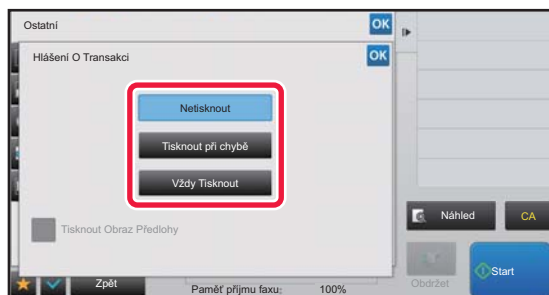 Ostatní
OK
Hlášení O Transakci
OK
Netisknout
Tisknout při chybě
Vždy Tisknout
Tisknout Obraz Předlohy
Náhled
CA
Zpět
Paměť příjmu faxu:
100%
Obdržet
Start